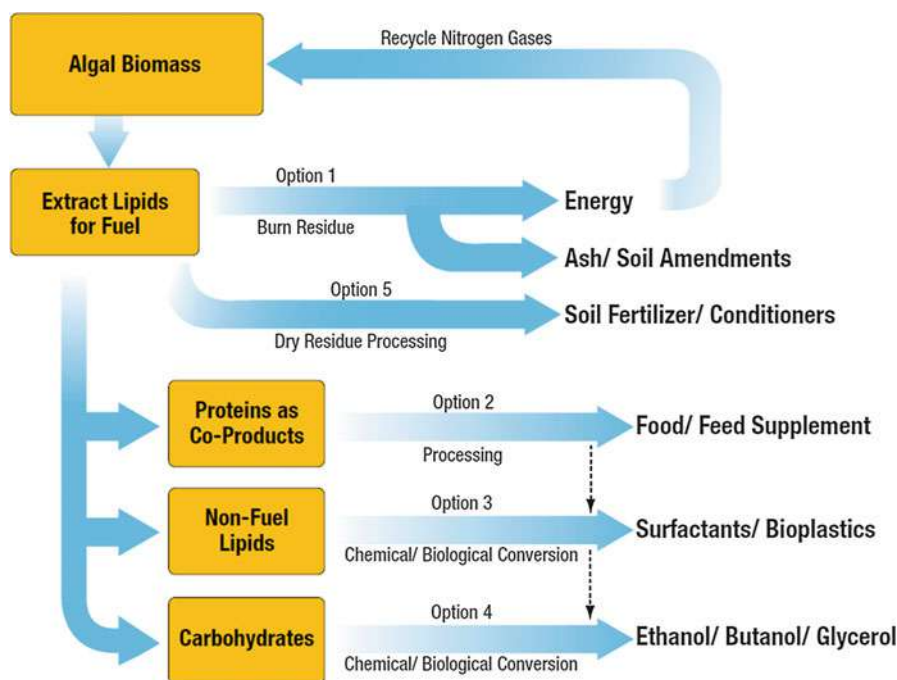 Recycle Nitrogen Gases
Algal Biomass
Option 1
Extract Lipids
for Fuel
Energy
Burn Residue
Ash/ Soil Amendments
Option 5
Soil Fertilizer/ Conditioners
Dry Residue Processing
Proteins as
Co-Products
Option 2
Food/ Feed Supplement
Processing
Non-Fuel
Lipids
Option 3
Surfactants/ Bioplastics
Chemical/ Biological Conversion
Carbohydrates
Option 4
Ethanol/ Butanol/ Glycerol
Chemical/ Biological Conversion